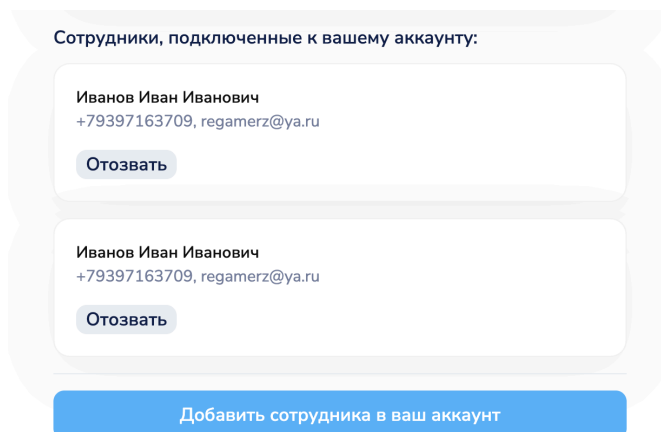 Сотрудники, подключенные к вашему аккаунту:
Иванов Иван Иванович
+79397163709, regamerz@ya.ru
Отозвать
Иванов Иван Иванович
+79397163709, regamerz@ya.ru
Отозвать
Добавить сотрудника в ваш аккаунт